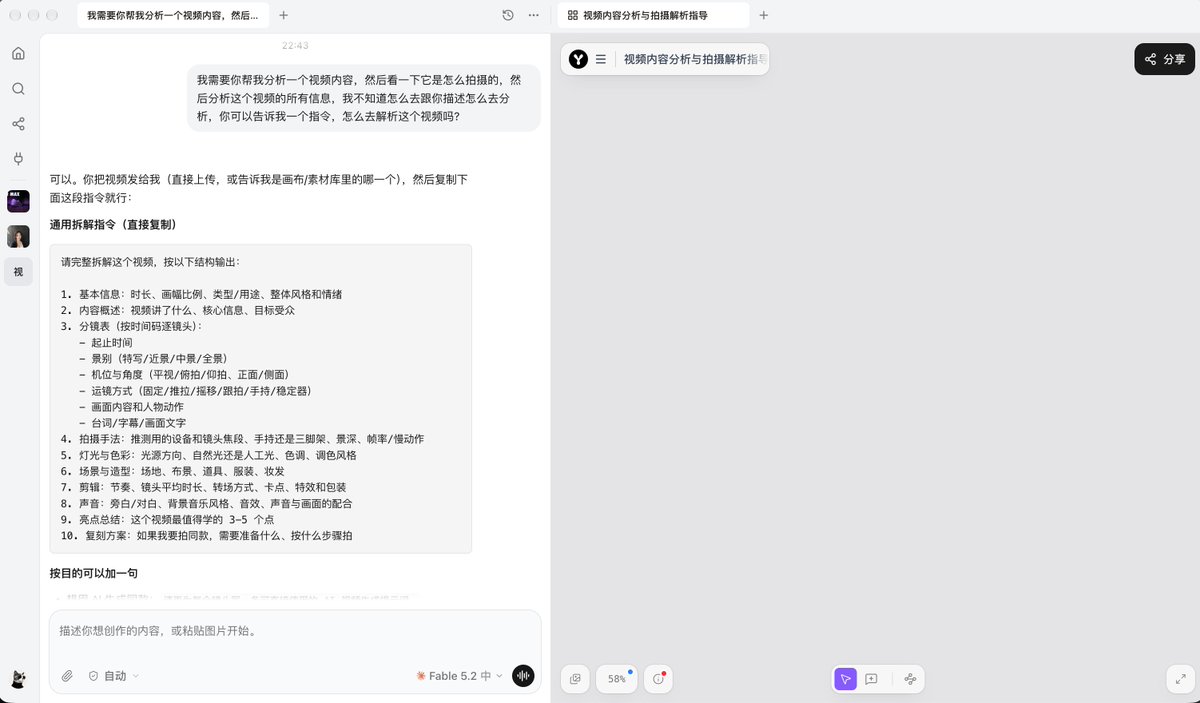 我需要你帮我分析一个视频内容，然后...
视频内容分析与拍摄解析指导
22:43
视频内容分析与拍摄解析指导
分享
我需要你帮我分析一个视频内容，然后看一下它是怎么拍摄的，然
后分析这个视频的所有信息，我不知道怎么去跟你描述怎么去分
析，你可以告诉我一个指令，怎么去解析这个视频吗?
可以。你把视频发给我（直接上传，或告诉我是画布/素材库里的哪一个），然后复制下
面这段指令就行：
通用拆解指令（直接复制）
MAX
视
请完整拆解这个视频，按以下结构输出：
1. 基本信息：时长、画幅比例、类型/用途、整体风格和情绪
2. 内容概述：视频讲了什么、核心信息、目标受众
3. 分镜表（按时间码逐镜头）：
- 起止时间
- 景别（特写/近景/中景/全景）
- 机位与角度（平视/俯拍/仰拍、正面/侧面）
- 运镜方式（固定/推拉/摇移/跟拍/手持/稳定器）
- 画面内容和人物动作
- 台词/字幕/画面文字
4. 拍摄手法：推测用的设备和镜头焦段、手持还是三脚架、景深、帧率/慢动作
5. 灯光与色彩：光源方向、自然光还是人工光、色调、调色风格
6. 场景与造型：场地、布景、道具、服装、妆发
7. 剪辑：节奏、镜头平均时长、转场方式、卡点、特效和包装
8. 声音：旁白/对白、背景音乐风格、音效、声音与画面的配合
9. 亮点总结：这个视频最值得学的 3-5 个点
10. 复刻方案：如果我要拍同款，需要准备什么、按什么步骤拍
按目的可以加一句
描述你想创作的内容，或粘贴图片开始。
自动
Fable 5.2 中
58%